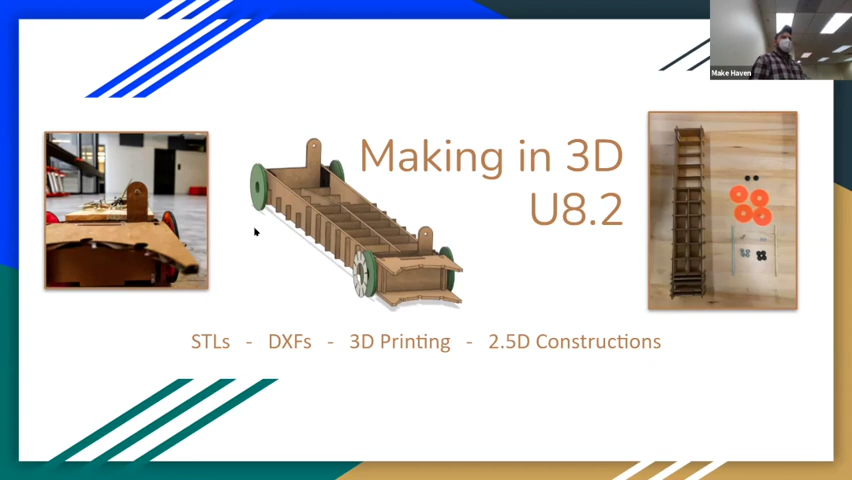 Make Haven
Making in 3D
U8.2
STLs - DXFs - 3D Printing - 2.5D Constructions